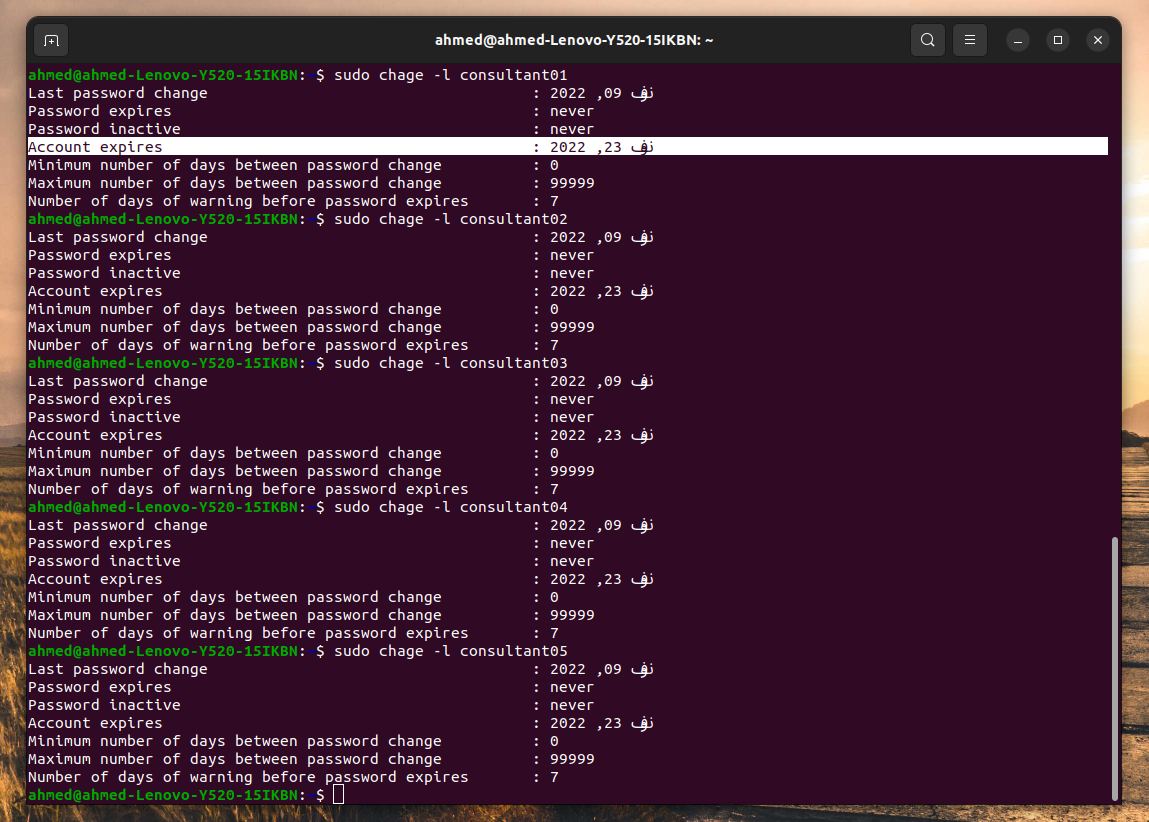 ahmed@ahmed-Lenovo-Y520-15IKBN: ~
ahmed@ahmed-Lenovo-Y520-15IKBN:~$ sudo chage -l consultant01
Last password change : نوف 09, 2022
Password expires : never
Password inactive : never
Account expires : نوف 23, 2022
Minimum number of days between password change : 0
Maximum number of days between password change : 99999
Number of days of warning before password expires : 7
ahmed@ahmed-Lenovo-Y520-15IKBN:~$ sudo chage -l consultant02
Last password change : نوف 09, 2022
Password expires : never
Password inactive : never
Account expires : نوف 23, 2022
Minimum number of days between password change : 0
Maximum number of days between password change : 99999
Number of days of warning before password expires : 7
ahmed@ahmed-Lenovo-Y520-15IKBN:~$ sudo chage -l consultant03
Last password change : نوف 09, 2022
Password expires : never
Password inactive : never
Account expires : نوف 23, 2022
Minimum number of days between password change : 0
Maximum number of days between password change : 99999
Number of days of warning before password expires : 7
ahmed@ahmed-Lenovo-Y520-15IKBN:~$ sudo chage -l consultant04
Last password change : نوف 09, 2022
Password expires : never
Password inactive : never
Account expires : نوف 23, 2022
Minimum number of days between password change : 0
Maximum number of days between password change : 99999
Number of days of warning before password expires : 7
ahmed@ahmed-Lenovo-Y520-15IKBN:~$ sudo chage -l consultant05
Last password change : نوف 09, 2022
Password expires : never
Password inactive : never
Account expires : نوف 23, 2022
Minimum number of days between password change : 0
Maximum number of days between password change : 99999
Number of days of warning before password expires : 7
ahmed@ahmed-Lenovo-Y520-15IKBN:~$